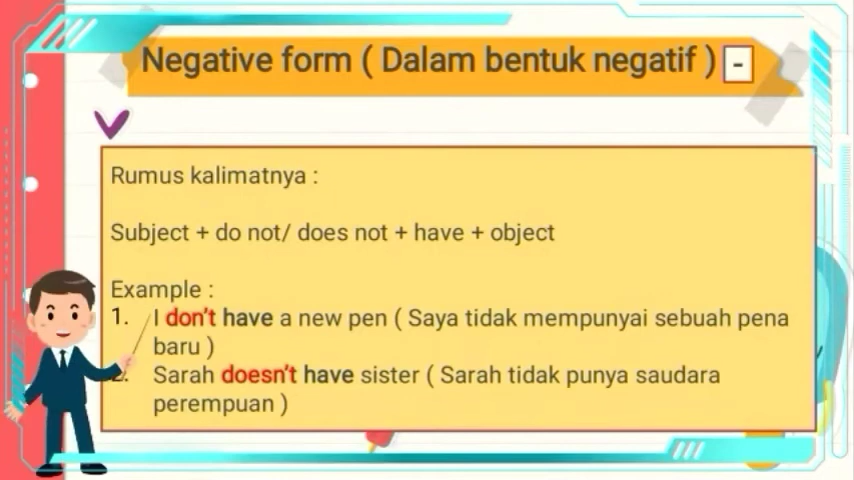 Negative form ( Dalam bentuk negatif ) -
Rumus kalimatnya :
Subject + do not/ does not + have + object
Example :
1. I don't have a new pen ( Saya tidak mempunyai sebuah pena
baru )
2. Sarah doesn't have sister ( Sarah tidak punya saudara
perempuan )